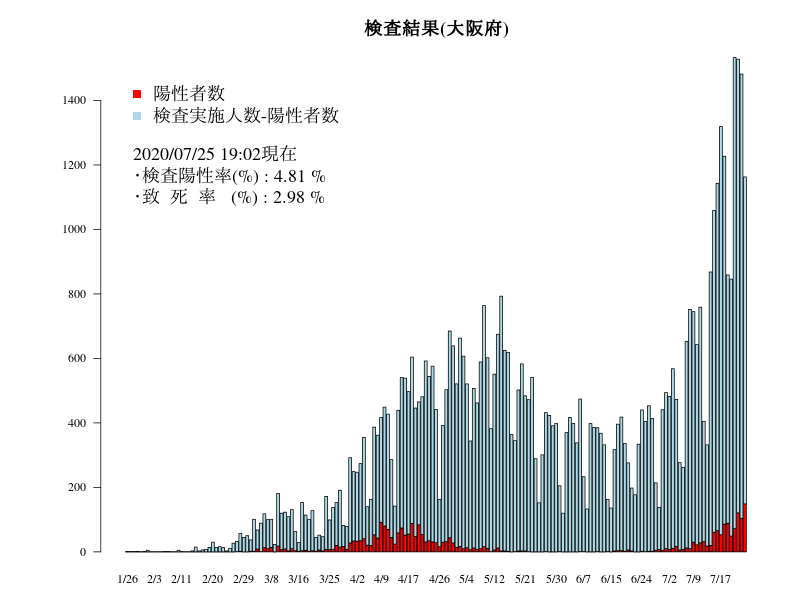 検査結果(大阪府)
陽性者数
検査実施人数-陽性者数
2020/07/25 19:02現在
・検査陽性率(%) : 4.81 %
・致 死 率 (%) : 2.98 %
1400
1200
1000
800
600
400
200
0
1/26 2/3 2/11 2/20 2/29 3/8 3/16 3/25 4/2 4/9 4/17 4/26 5/4 5/12 5/21 5/30 6/7 6/15 6/24 7/2 7/9 7/17